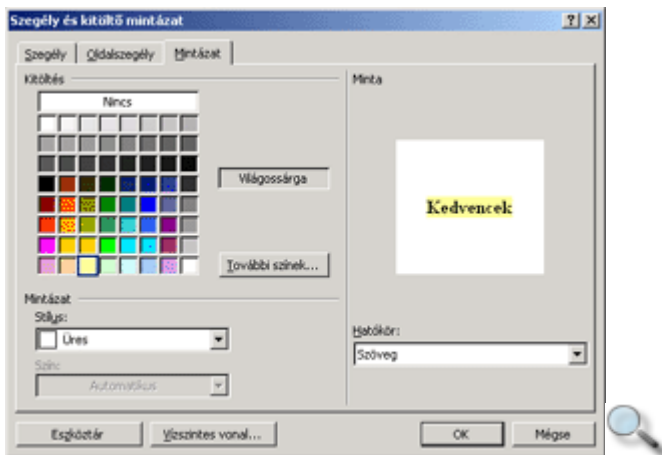 Szegély és kitöltő mintázat
Szegély Oldalszegély Mintázat
Kitöltés
Nincs
Világossárga
További színek...
Mintázat
Stílus:
Üres
Szín:
Automatikus
Minta
Kedvencek
Hatókör:
Szöveg
Eszköztár Vízszintes vonal... OK Mégse